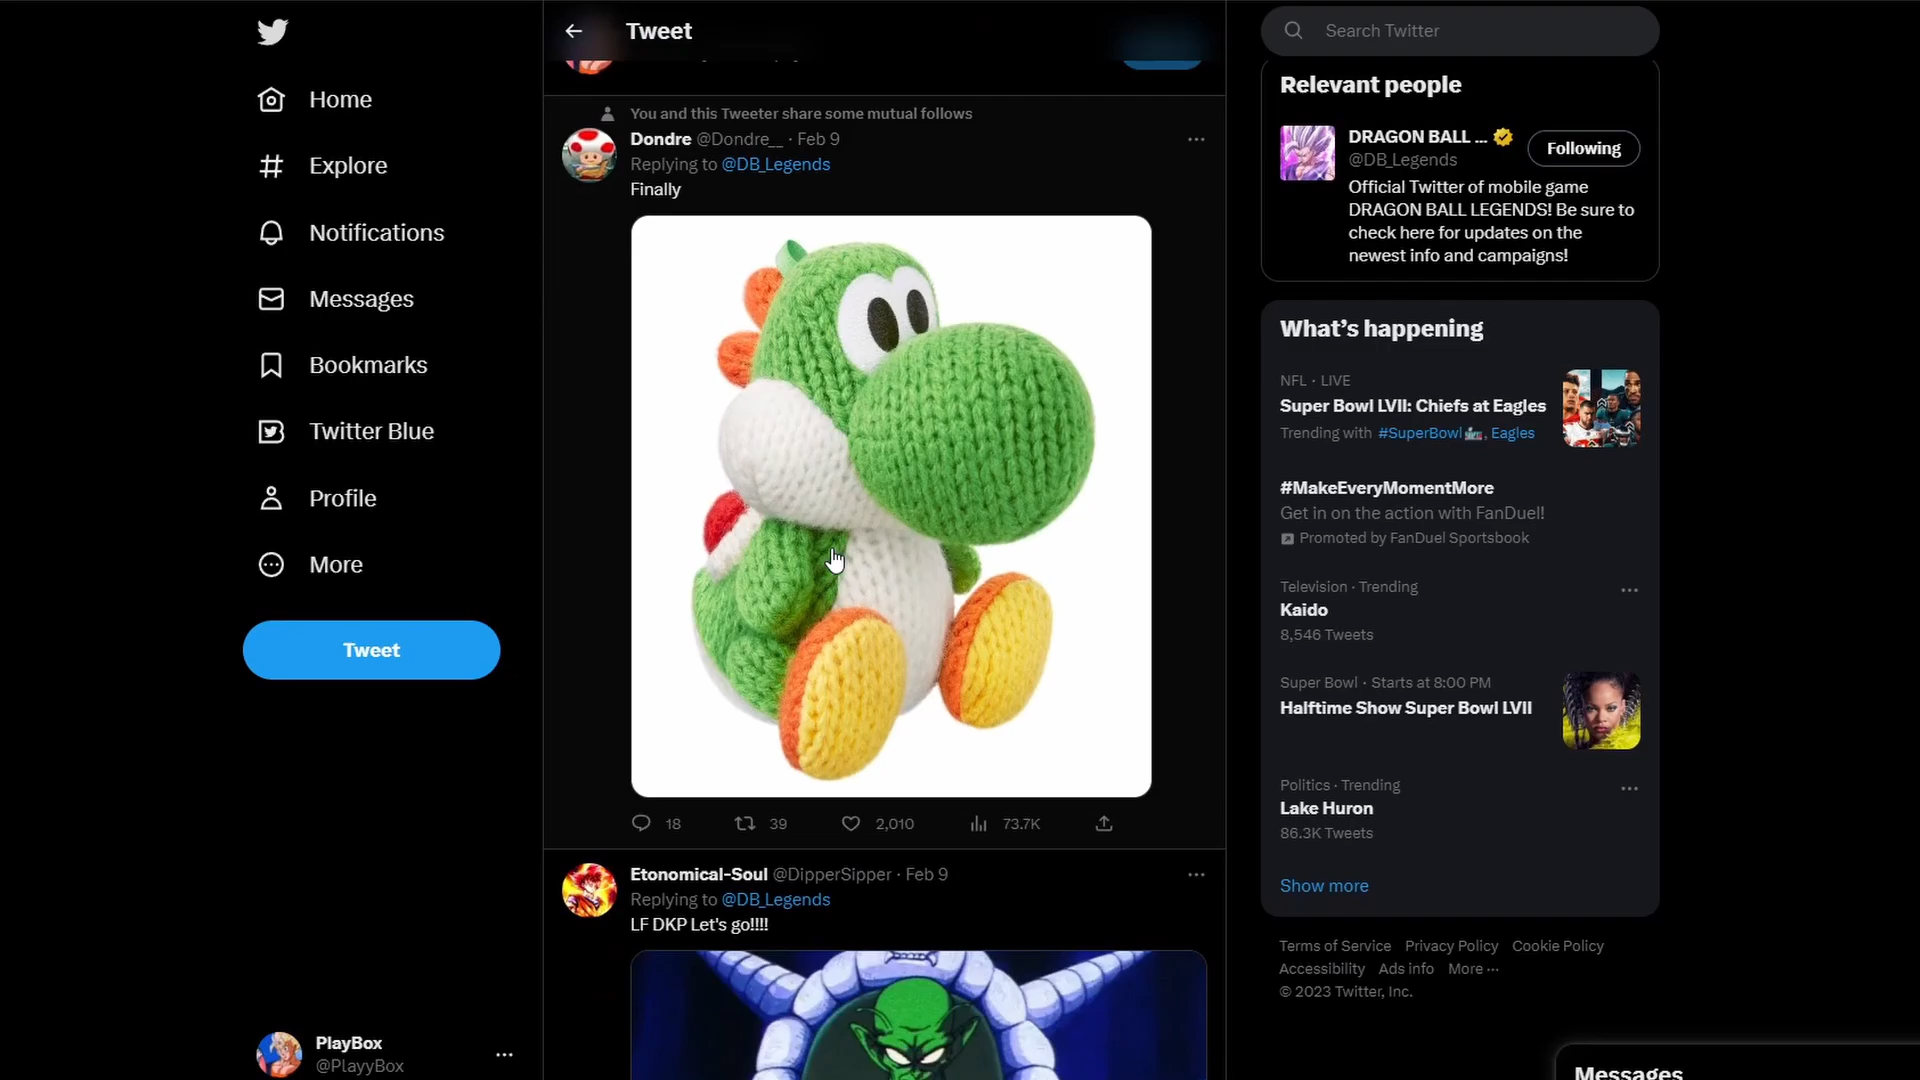 Home
Explore
Notifications
Messages
Bookmarks
Twitter Blue
Profile
More
Tweet
PlayBox
@PlayyBox
Tweet
You and this Tweeter share some mutual follows
Dondre @Dondre__ · Feb 9
Replying to @DB_Legends
Finally
18 39 2,010 73.7K
Etonomical-Soul @DipperSipper · Feb 9
Replying to @DB_Legends
LF DKP Let's go!!!!
Search Twitter
Relevant people
DRAGON BALL ...
@DB_Legends
Following
Official Twitter of mobile game
DRAGON BALL LEGENDS! Be sure to
check here for updates on the
newest info and campaigns!
What's happening
NFL · LIVE
Super Bowl LVII: Chiefs at Eagles
Trending with #SuperBowl, Eagles
#MakeEveryMomentMore
Get in on the action with FanDuel!
Promoted by FanDuel Sportsbook
Television · Trending
Kaido
8,546 Tweets
Super Bowl · Starts at 8:00 PM
Halftime Show Super Bowl LVII
Politics · Trending
Lake Huron
86.3K Tweets
Show more
Terms of Service Privacy Policy Cookie Policy
Accessibility Ads info More ···
© 2023 Twitter, Inc.
Messages